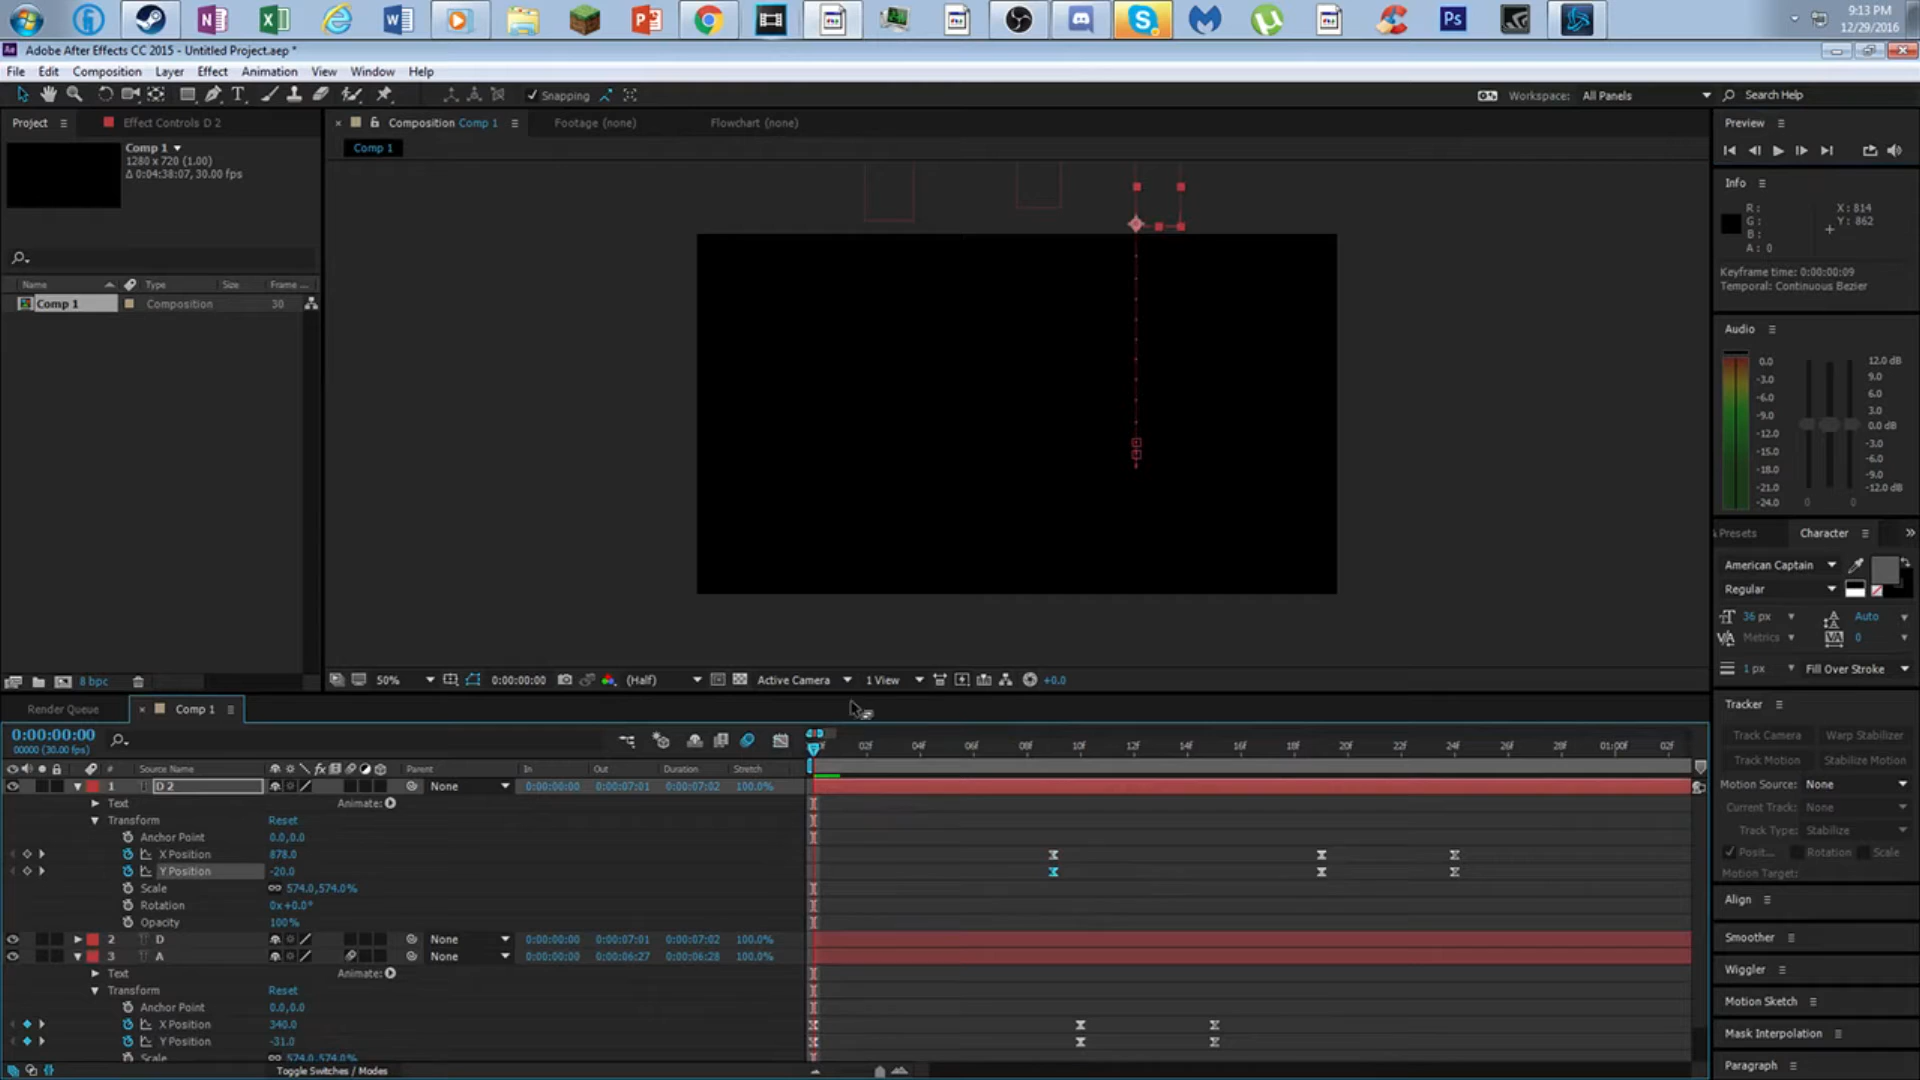 9:13 PM
12/29/2016
Adobe After Effects CC 2015 - Untitled Project.aep *
File Edit Composition Layer Effect Animation View Window Help
Snapping
Workspace: All Panels
Search Help
Project
Effect Controls D 2
Composition Comp 1
Footage (none)
Flowchart (none)
Comp 1
Comp 1
1280 x 720 (1.00)
Δ 0:04:38:07, 30.00 fps
Name Type Size Frame ...
Comp 1 Composition 30
8 bpc
50%
0:00:00:00
(Half)
Active Camera
1 View
+0.0
Preview
Info
R:
G:
B:
A: 0
X: 814
Y: 862
Keyframe time: 0:00:00:09
Temporal: Continuous Bezier
Audio
0.0
-3.0
-6.0
-9.0
-12.0
-15.0
-18.0
-21.0
-24.0
12.0 dB
9.0
6.0
3.0
0.0 dB
-3.0
-6.0
-9.0
-12.0 dB
0 0
Presets
Character
American Captain
Regular
36 px
Auto
Metrics
0
1 px
Fill Over Stroke
Tracker
Track Camera Warp Stabilizer
Track Motion Stabilize Motion
Motion Source: None
Current Track: None
Track Type: Stabilize
Posit... Rotation Scale
Motion Target:
Align
Smoother
Wiggler
Motion Sketch
Mask Interpolation
Paragraph
Render Queue
Comp 1
0:00:00:00
00000 (30.00 fps)
02f 04f 06f 08f 10f 12f 14f 16f 18f 20f 22f 24f 26f 28f 01:00f 02f
# Source Name Parent In Out Duration Stretch
1 D 2 None 0:00:00:00 0:00:07:01 0:00:07:02 100.0%
Text Animate:
Transform Reset
Anchor Point 0.0,0.0
X Position 878.0
Y Position -20.0
Scale 574.0,574.0%
Rotation 0x+0.0°
Opacity 100%
2 D None 0:00:00:00 0:00:07:01 0:00:07:02 100.0%
3 A None 0:00:00:00 0:00:06:27 0:00:06:28 100.0%
Text Animate:
Transform Reset
Anchor Point 0.0,0.0
X Position 340.0
Y Position -31.0
Scale 574.0,574.0%
Toggle Switches / Modes